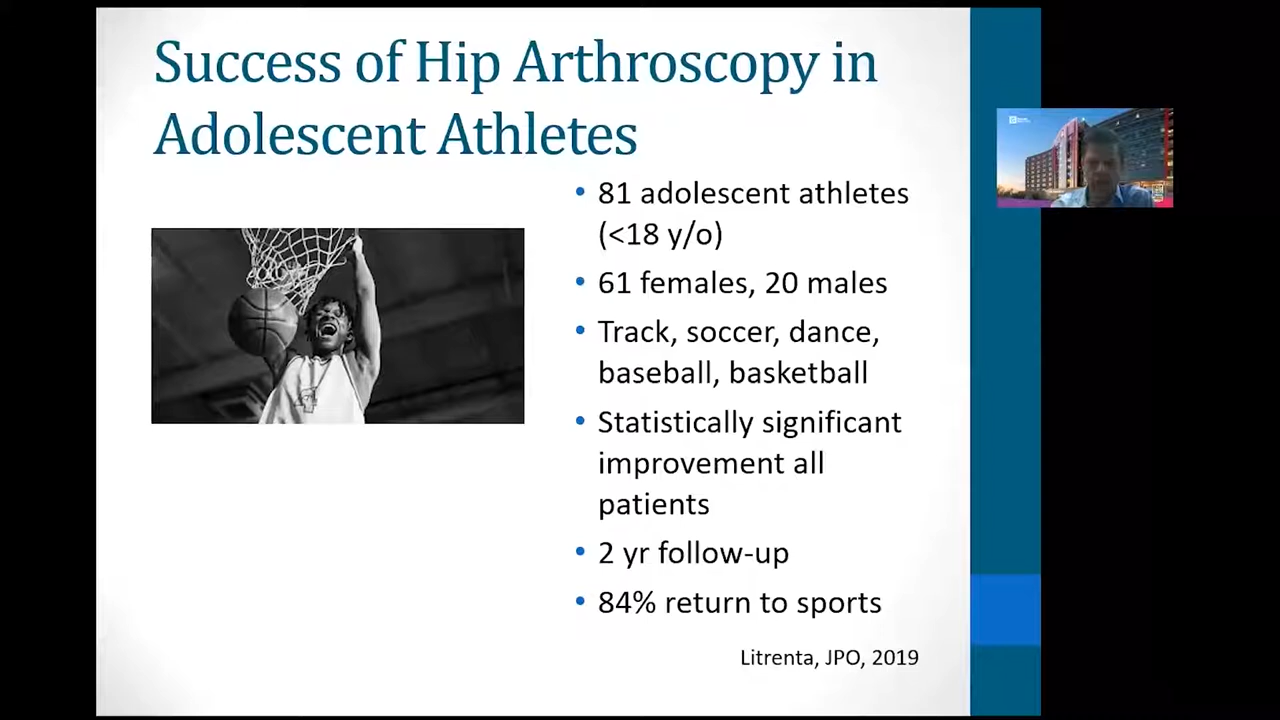 Success of Hip Arthroscopy in
Adolescent Athletes
• 81 adolescent athletes
(<18 y/o)
• 61 females, 20 males
• Track, soccer, dance,
baseball, basketball
• Statistically significant
improvement all
patients
• 2 yr follow-up
• 84% return to sports
Litrenta, JPO, 2019